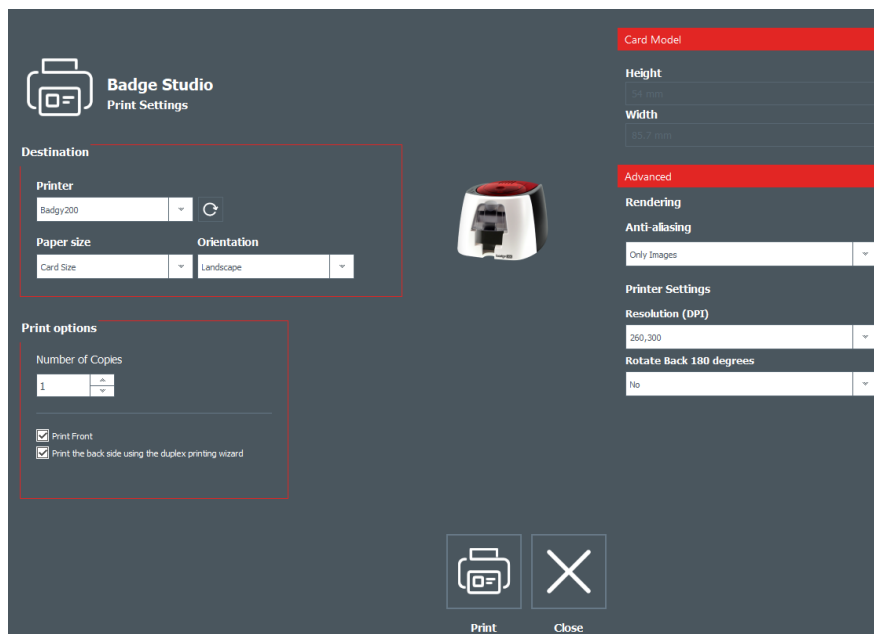 Badge Studio
Print Settings
Destination
Printer
Badgy200
Paper size
Orientation
Card Size
Landscape
Print options
Number of Copies
1
Print Front
Print the back side using the duplex printing wizard
Card Model
Height
54 mm
Width
85.7 mm
Advanced
Rendering
Anti-aliasing
Only Images
Printer Settings
Resolution (DPI)
260,300
Rotate Back 180 degrees
No
Print
Close